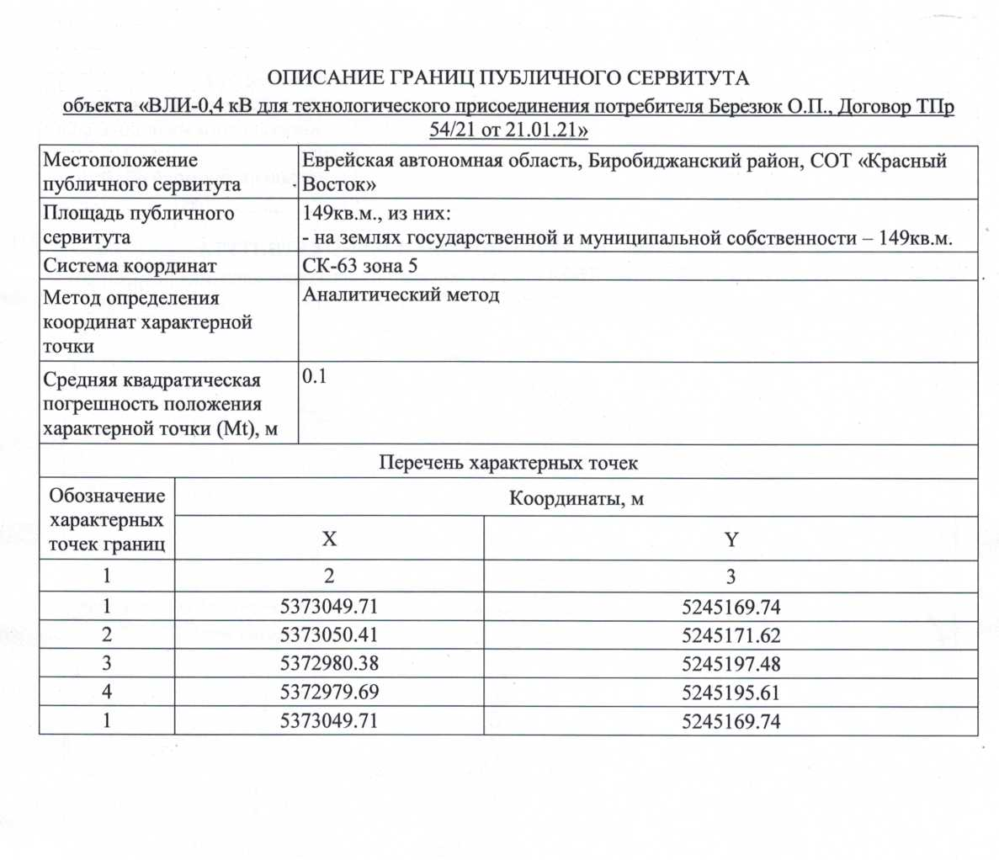 ОПИСАНИЕ ГРАНИЦ ПУБЛИЧНОГО СЕРВИТУТА
объекта «ВЛИ-0,4 кВ для технологического присоединения потребителя Березюк О.П., Договор ТПр
54/21 от 21.01.21»
Местоположение
публичного сервитута
Еврейская автономная область, Биробиджанский район, СОТ «Красный
Восток»
Площадь публичного
сервитута
149кв.м., из них:
- на землях государственной и муниципальной собственности – 149кв.м.
Система координат
СК-63 зона 5
Метод определения
координат характерной
точки
Аналитический метод
Средняя квадратическая
погрешность положения
характерной точки (Mt), м
0.1
Перечень характерных точек
Обозначение
характерных
точек границ
Координаты, м
X Y
1 2 3
1 5373049.71 5245169.74
2 5373050.41 5245171.62
3 5372980.38 5245197.48
4 5372979.69 5245195.61
1 5373049.71 5245169.74